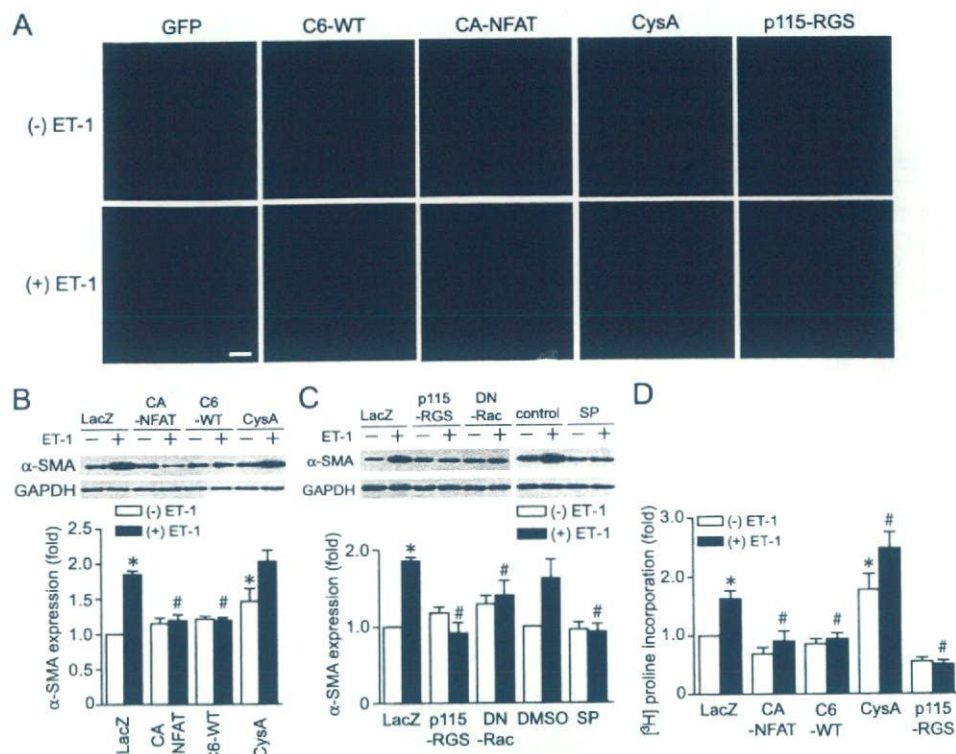 A
GFP C6-WT CA-NFAT CysA p115-RGS
(-) ET-1
(+) ET-1
B
LacZ CA -NFAT C6 -WT CysA
ET-1 − + − + − + − +
α-SMA
GAPDH
(-) ET-1
(+) ET-1
α-SMA expression (fold)
2.5
2.0
1.5
1.0
0.5
0.0
* # # *
LacZ CA NFAT C6-WT CysA
C
LacZ p115 -RGS DN -Rac control SP
ET-1 − + − + − + − + − +
α-SMA
GAPDH
(-) ET-1
(+) ET-1
α-SMA expression (fold)
2.0
1.0
0
* # # #
LacZ p115 -RGS DN -Rac DMSO SP
D
(-) ET-1
(+) ET-1
[³H] proline incorporation (fold)
3.0
2.0
1.0
0
* # # * # #
LacZ CA -NFAT C6 -WT CysA p115 -RGS